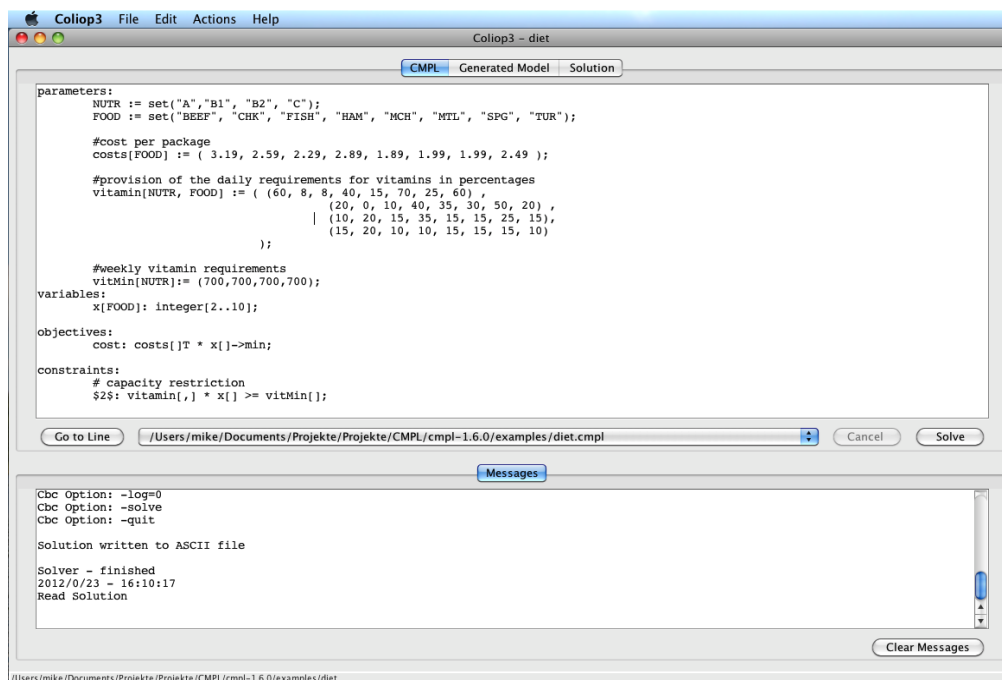 Coliop3 File Edit Actions Help
Coliop3 - diet
CMPL Generated Model Solution
parameters:
NUTR := set("A","B1", "B2", "C");
FOOD := set("BEEF", "CHK", "FISH", "HAM", "MCH", "MTL", "SPG", "TUR");
#cost per package
costs[FOOD] := ( 3.19, 2.59, 2.29, 2.89, 1.89, 1.99, 1.99, 2.49 );
#provision of the daily requirements for vitamins in percentages
vitamin[NUTR, FOOD] := ( (60, 8, 8, 40, 15, 70, 25, 60) ,
(20, 0, 10, 40, 35, 30, 50, 20) ,
(10, 20, 15, 35, 15, 15, 25, 15),
(15, 20, 10, 10, 15, 15, 15, 10)
);
#weekly vitamin requirements
vitMin[NUTR]:= (700,700,700,700);
variables:
x[FOOD]: integer[2..10];
objectives:
cost: costs[]T * x[]->min;
constraints:
# capacity restriction
$2$: vitamin[,] * x[] >= vitMin[];
Go to Line /Users/mike/Documents/Projekte/Projekte/CMPL/cmpl-1.6.0/examples/diet.cmpl Cancel Solve
Messages
Cbc Option: -log=0
Cbc Option: -solve
Cbc Option: -quit
Solution written to ASCII file
Solver - finished
2012/0/23 - 16:10:17
Read Solution
Clear Messages
/Users/mike/Documents/Projekte/Projekte/CMPL/cmpl-1.6.0/examples/diet